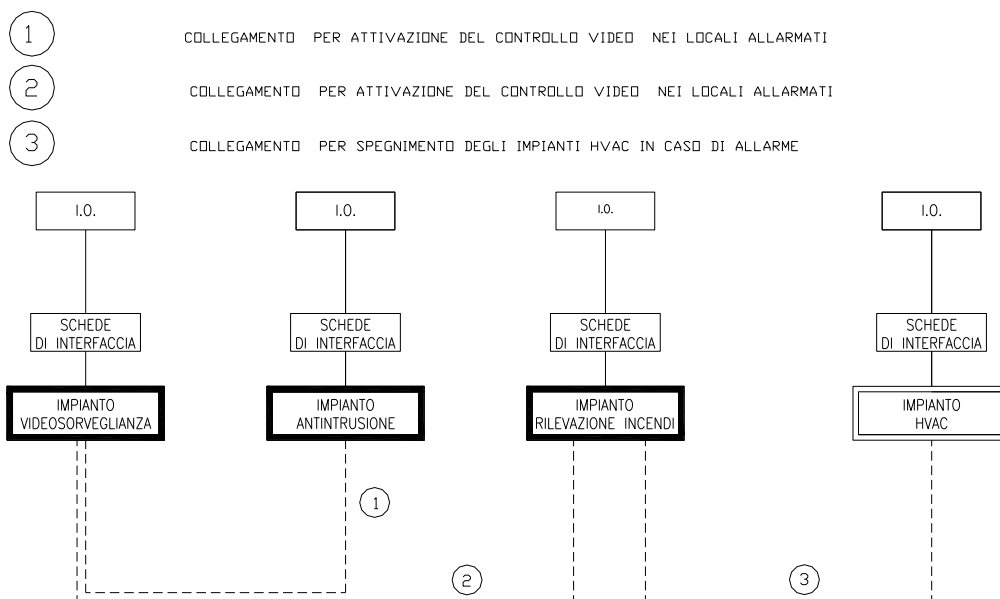 1 COLLEGAMENTO PER ATTIVAZIONE DEL CONTROLLO VIDEO NEI LOCALI ALLARMATI
2 COLLEGAMENTO PER ATTIVAZIONE DEL CONTROLLO VIDEO NEI LOCALI ALLARMATI
3 COLLEGAMENTO PER SPEGNIMENTO DEGLI IMPIANTI HVAC IN CASO DI ALLARME
I.O.
I.O.
I.O.
I.O.
SCHEDE
DI INTERFACCIA
SCHEDE
DI INTERFACCIA
SCHEDE
DI INTERFACCIA
SCHEDE
DI INTERFACCIA
IMPIANTO
VIDEOSORVEGLIANZA
IMPIANTO
ANTINTRUSIONE
IMPIANTO
RILEVAZIONE INCENDI
IMPIANTO
HVAC
1
2
3